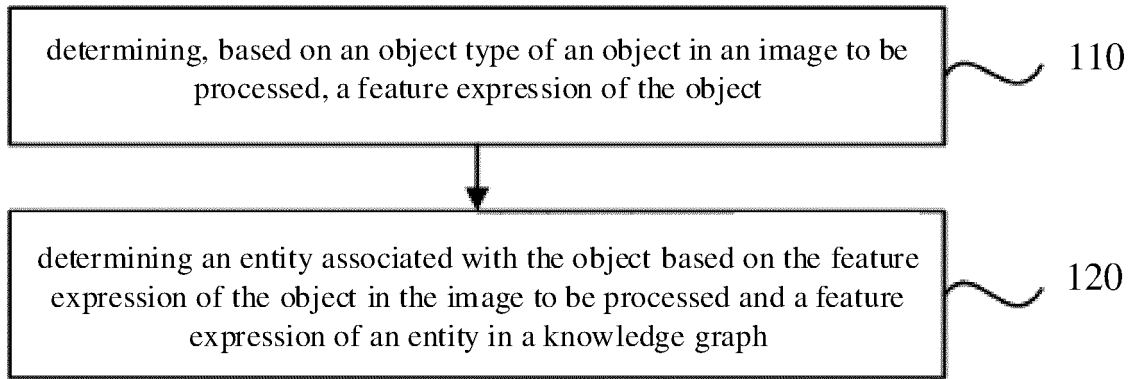 determining, based on an object type of an object in an image to be
processed, a feature expression of the object
110
determining an entity associated with the object based on the feature
expression of the object in the image to be processed and a feature
expression of an entity in a knowledge graph
120